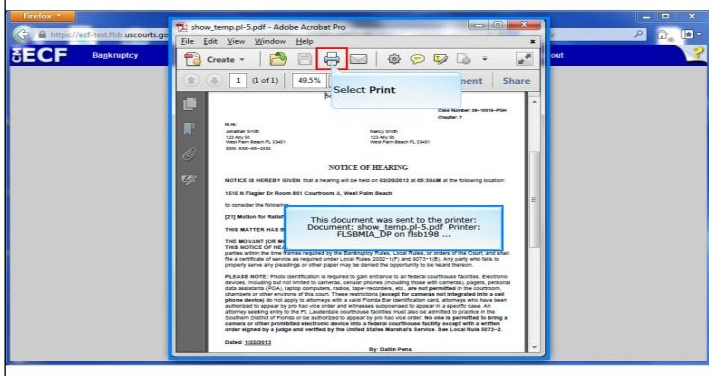 Firefox
https://ecf-test.flsb.uscourts.go
ECF
Bankruptcy
out
show_temp.pl-5.pdf - Adobe Acrobat Pro
File Edit View Window Help
Create
1 (1 of 1) 49.5%
Share
Select Print
Case Number: 09-10016-PGH
Chapter: 7
In re:
Jonathan Smith
123 Any St.
West Palm Beach FL 33401
Nancy Smith
123 Any St.
West Palm Beach FL 33401
NOTICE OF HEARING
NOTICE IS HEREBY GIVEN that a hearing will be held on 02/20/2013 at 09:30AM at the following location:
1515 N Flagler Dr Room 801 Courtroom A, West Palm Beach
to consider the following:
[21] Motion for Relief
This document was sent to the printer:
Document: show_temp.pl-5.pdf Printer:
FLSBMIA_DP on flsb198 ...
THIS MATTER HAS B
THE MOVANT (OR M
THIS NOTICE OF HEA
parties within the time frames required by the Bankruptcy Rules, Local Rules, or orders of the Court, and shall
file a certificate of service as required under Local Rules 2002-1(F) and 9073-1(B). Any party who fails to
properly serve any pleadings or other paper may be denied the opportunity to be heard thereon.
PLEASE NOTE: Photo identification is required to gain entrance to all federal courthouse facilities. Electronic
devices, including but not limited to cameras, cellular phones (including those with cameras), pagers, personal
data assistants (PDA), laptop computers, radios, tape-recorders, etc., are not permitted in the courtroom,
chambers or other environs of this court. These restrictions (except for cameras not integrated into a cell
phone device) do not apply to attorneys with a valid Florida Bar identification card, attorneys who have been
authorized to appear by pro hac vice order and witnesses subpoenaed to appear in a specific case. An
attorney seeking entry to the Ft. Lauderdale courthouse facilities must also be admitted to practice in the
Southern District of Florida or be authorized to appear by pro hac vice order. No one is permitted to bring a
camera or other prohibited electronic device into a federal courthouse facility except with a written
order signed by a judge and verified by the United States Marshal's Service. See Local Rule 5072-2.
Dated: 1/22/2013
By: Dailin Pena